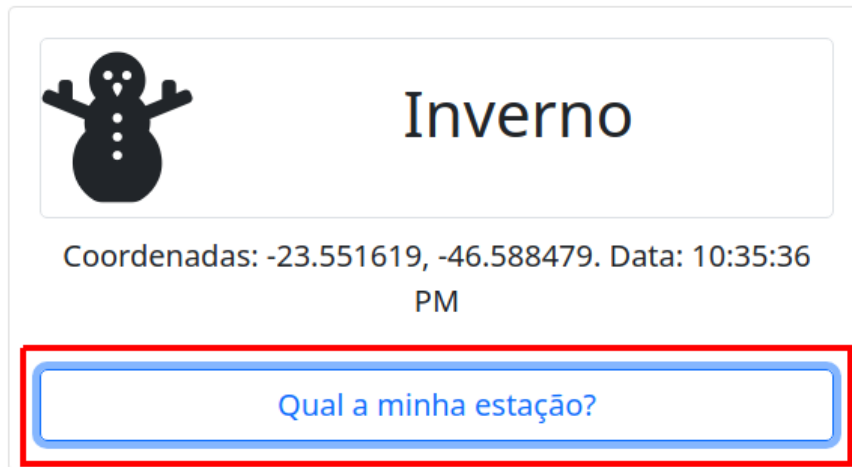 Inverno
Coordenadas: -23.551619, -46.588479. Data: 10:35:36
PM
Qual a minha estação?